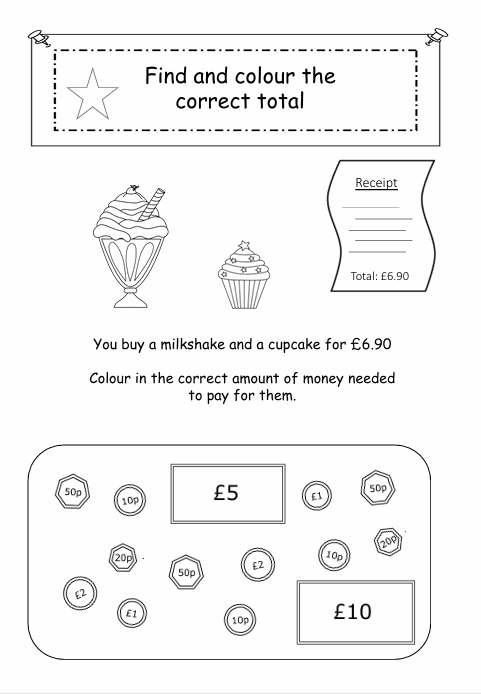 Find and colour the
correct total
Receipt
Total: £6.90
You buy a milkshake and a cupcake for £6.90
Colour in the correct amount of money needed
to pay for them.
50p
10p
£5
£1
50p
20p
50p
£2
10p
20p
£2
£1
10p
£10